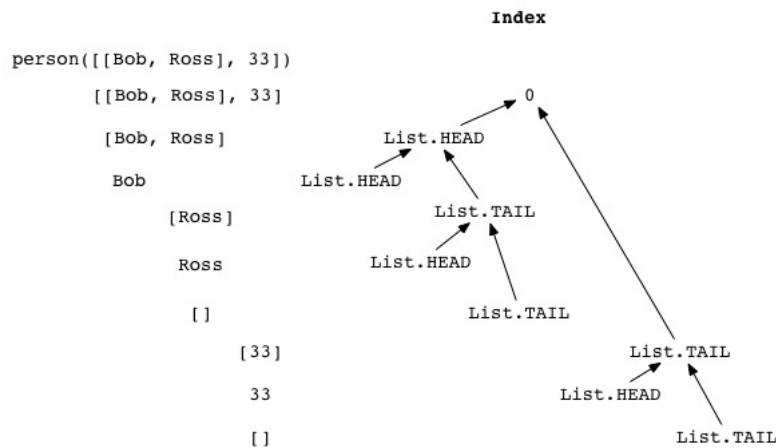 Index
person([[Bob, Ross], 33])
[[Bob, Ross], 33] 0
[Bob, Ross] List.HEAD
Bob List.HEAD
[Ross] List.TAIL
Ross List.HEAD
[] List.TAIL
[33] List.TAIL
33 List.HEAD
[] List.TAIL